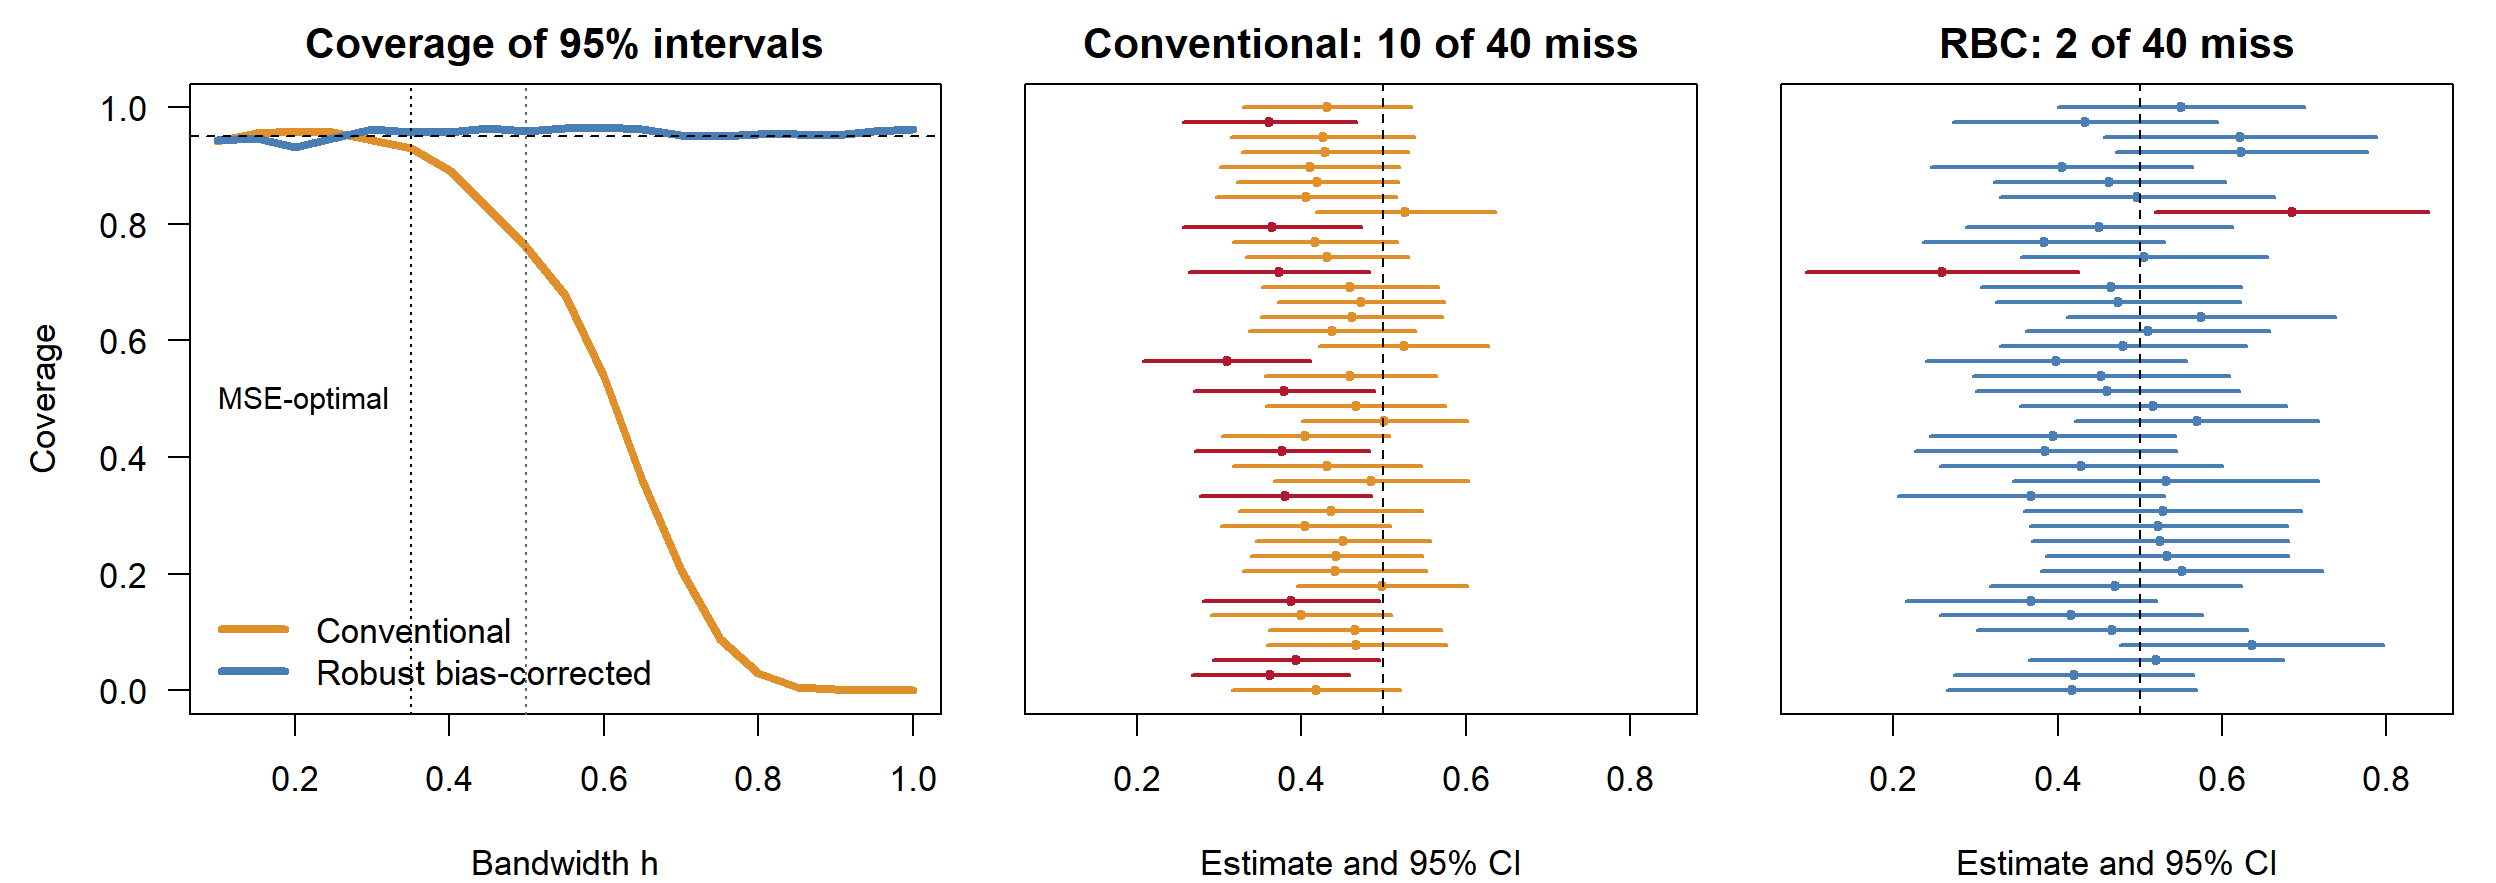 Coverage of 95% intervals
Coverage
1.0
0.8
0.6
0.4
0.2
0.0
MSE-optimal
Conventional
Robust bias-corrected
0.2 0.4 0.6 0.8 1.0
Bandwidth h
Conventional: 10 of 40 miss
0.2 0.4 0.6 0.8
Estimate and 95% CI
RBC: 2 of 40 miss
0.2 0.4 0.6 0.8
Estimate and 95% CI